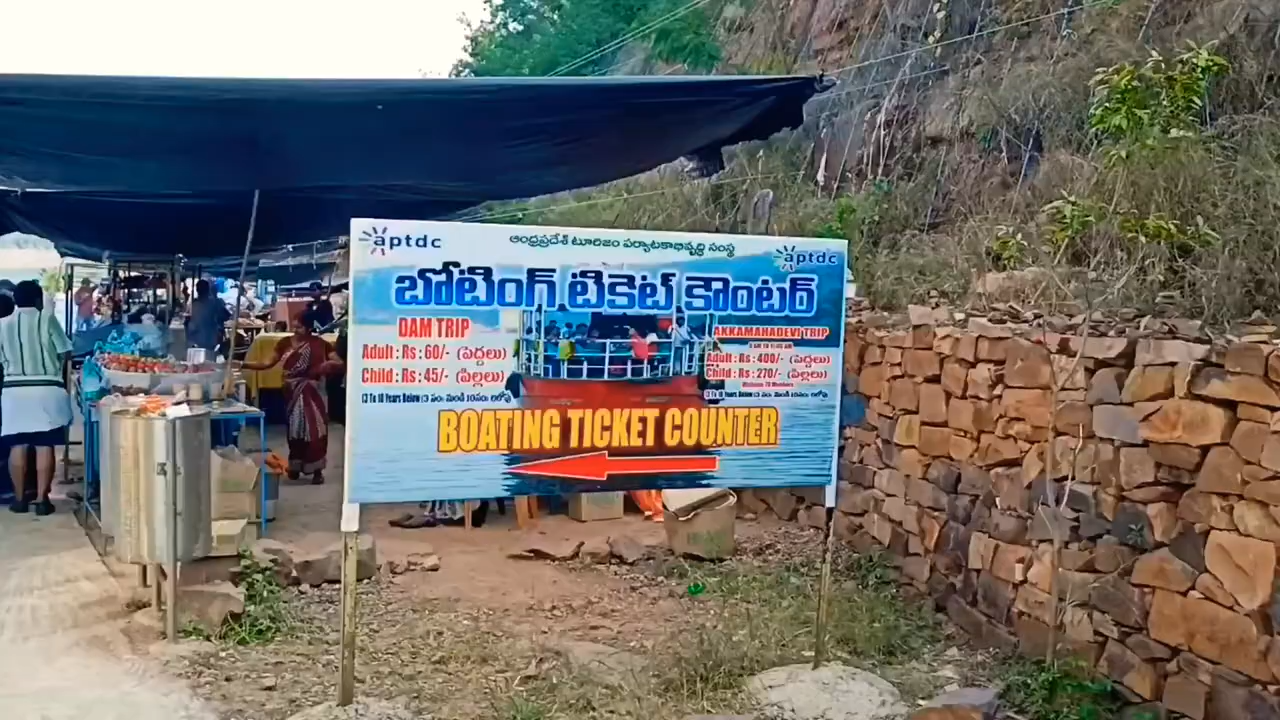 aptdc
ఆంధ్రప్రదేశ్ టూరిజం పర్యాటకాభివృద్ధి సంస్థ
aptdc
బోటింగ్ టికెట్ కౌంటర్
DAM TRIP
Adult : Rs : 60/- (పెద్దలు)
Child : Rs : 45/- (పిల్లలు)
AKKAMAHADEVI TRIP
Adult : Rs : 400/- (పెద్దలు)
Child : Rs : 270/- (పిల్లలు)
BOATING TICKET COUNTER